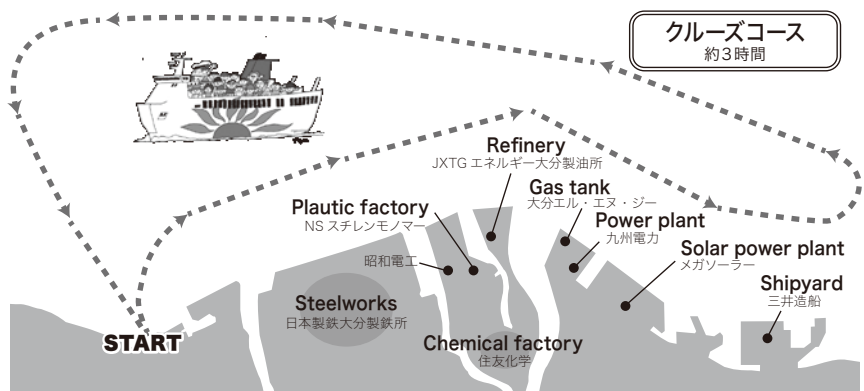 クルーズコース
約3時間
Refinery
JXTG エネルギー大分製油所
Gas tank
大分エル・エヌ・ジー
Plautic factory
NS スチレンモノマー
Power plant
九州電力
Solar power plant
メガソーラー
昭和電工
Shipyard
三井造船
Steelworks
日本製鉄大分製鉄所
START
Chemical factory
住友化学